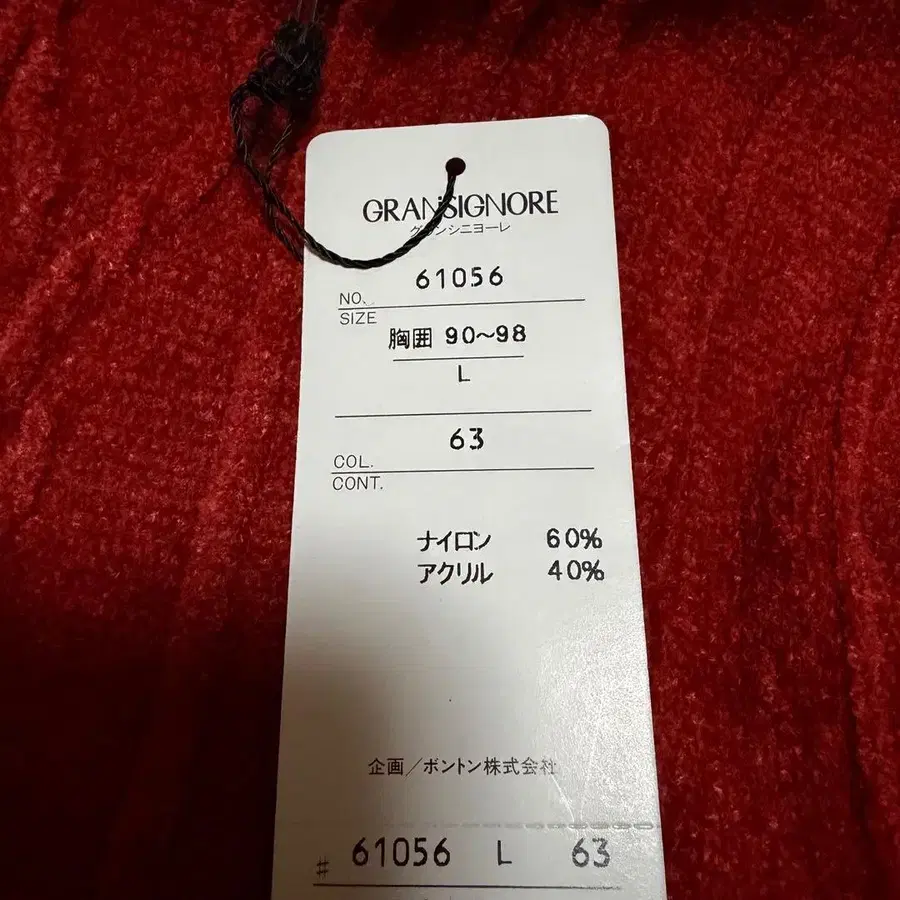 GRANSIGNORE
グランシニヨーレ
NO. 61056
SIZE
胸囲 90〜98
L
63
COL.
CONT.
ナイロン 60%
アクリル 40%
企画/ボントン株式会社
# 61056 L 63